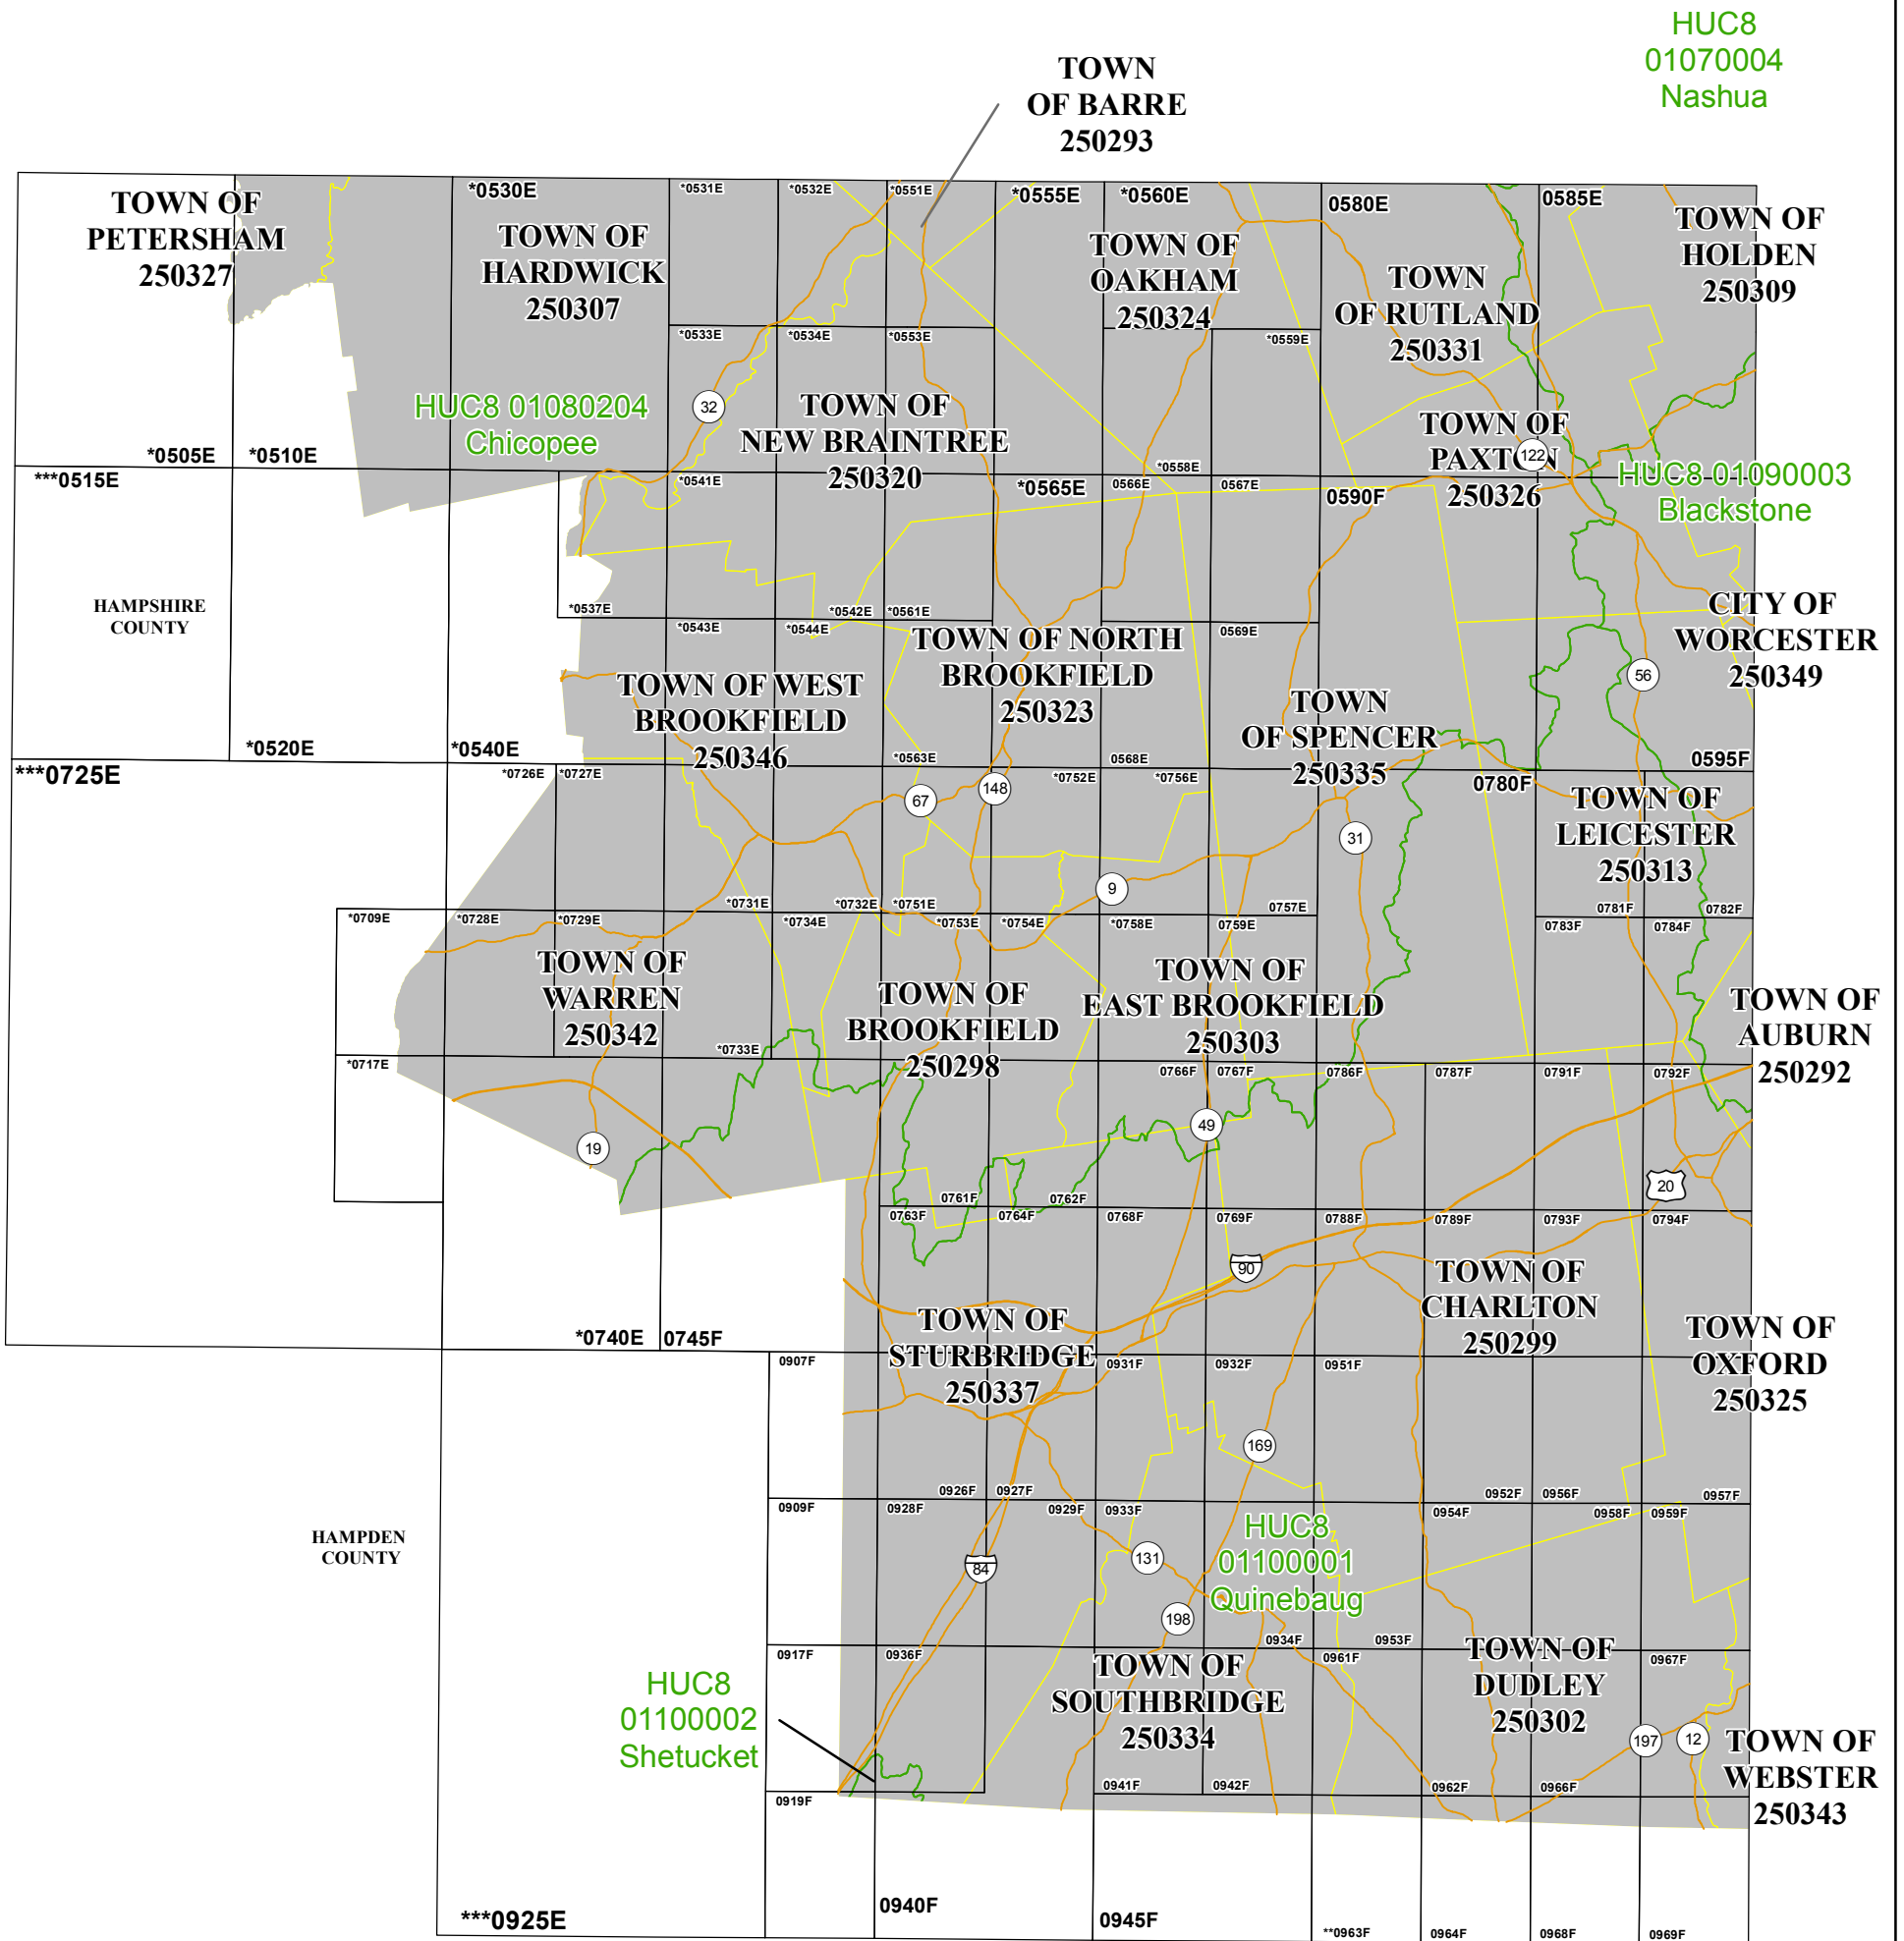 HUC8
01070004
Nashua
TOWN
OF BARRE
250293
TOWN OF
PETERSHAM
250327
*0530E
*0531E
*0532E
*0551E
*0555E
*0560E
0580E
0585E
TOWN OF
HARDWICK
250307
TOWN OF
OAKHAM
250324
TOWN
OF RUTLAND
250331
TOWN OF
HOLDEN
250309
*0533E
*0534E
*0553E
*0559E
32
HUC8 01080204
Chicopee
TOWN OF
NEW BRAINTREE
250320
TOWN OF
PAXTON
250326
122
*0505E
*0510E
*0558E
HUC8 01090003
Blackstone
***0515E
*0541E
*0565E
0566E
0567E
0590F
HAMPSHIRE
COUNTY
*0537E
*0542E
*0561E
*0543E
*0544E
0569E
CITY OF
WORCESTER
250349
TOWN OF NORTH
BROOKFIELD
250323
TOWN OF WEST
BROOKFIELD
250346
56
TOWN
OF SPENCER
250335
*0520E
*0540E
*0563E
0568E
0595F
***0725E
*0726E
*0727E
*0752E
*0756E
0780F
67
148
31
TOWN OF
LEICESTER
250313
9
*0731E
*0732E
*0751E
0757E
0781F
0782F
*0709E
*0728E
*0729E
*0734E
*0753E
*0754E
*0758E
0759E
0783F
0784F
TOWN OF
WARREN
250342
TOWN OF
BROOKFIELD
250298
TOWN OF
EAST BROOKFIELD
250303
TOWN OF
AUBURN
250292
*0733E
*0717E
0766F
0767F
0786F
0787F
0791F
0792F
19
49
20
0761F
0762F
0763F
0764F
0768F
0769F
0788F
0789F
0793F
0794F
90
TOWN OF
CHARLTON
250299
TOWN OF
STURBRIDGE
250337
TOWN OF
OXFORD
250325
*0740E
0745F
0907F
0931F
0932F
0951F
169
0926F
0927F
0952F
0956F
0957F
0909F
0928F
0929F
0933F
0954F
0958F
0959F
HAMPDEN
COUNTY
84
131
HUC8
01100001
Quinebaug
198
0934F
0953F
0917F
0936F
0961F
0967F
TOWN OF
SOUTHBRIDGE
250334
TOWN OF
DUDLEY
250302
HUC8
01100002
Shetucket
197
12
TOWN OF
WEBSTER
250343
0941F
0942F
0962F
0966F
0919F
***0925E
0940F
0945F
**0963F
0964F
0968F
0969F